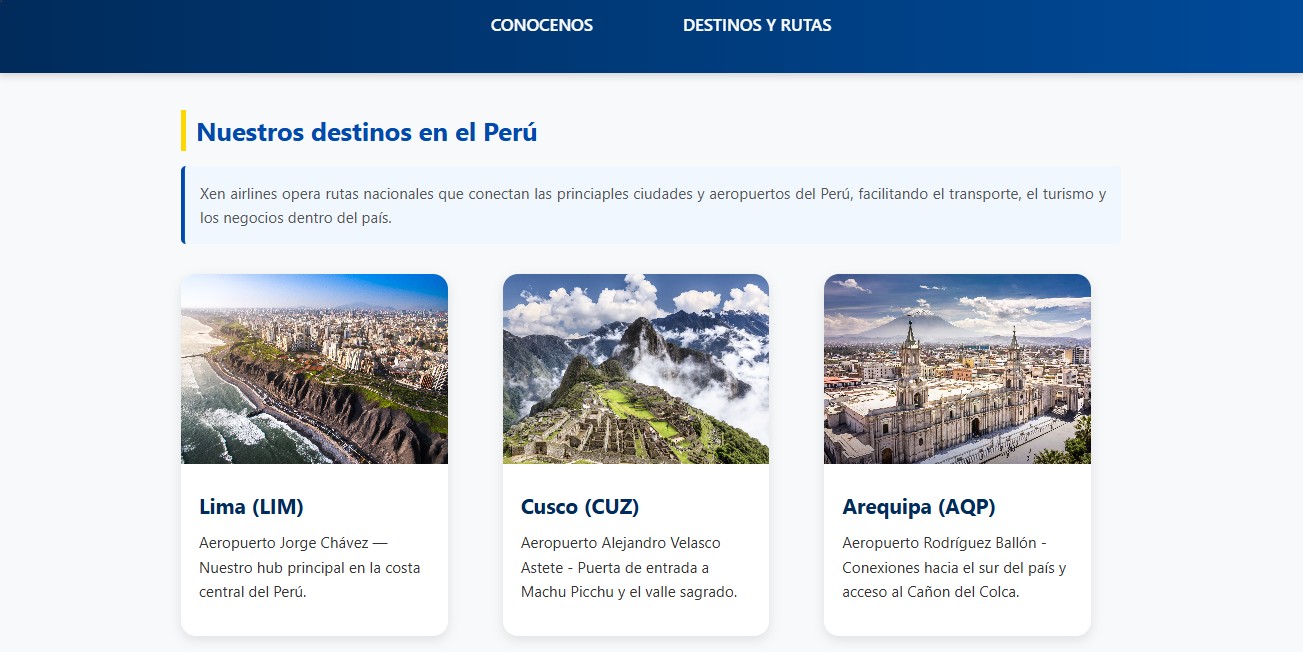 CONOCENOS
DESTINOS Y RUTAS
Nuestros destinos en el Perú
Xen airlines opera rutas nacionales que conectan las princiaples ciudades y aeropuertos del Perú, facilitando el transporte, el turismo y
los negocios dentro del país.
Lima (LIM)
Aeropuerto Jorge Chávez —
Nuestro hub principal en la costa
central del Perú.
Cusco (CUZ)
Aeropuerto Alejandro Velasco
Astete - Puerta de entrada a
Machu Picchu y el valle sagrado.
Arequipa (AQP)
Aeropuerto Rodríguez Ballón -
Conexiones hacia el sur del país y
acceso al Cañon del Colca.